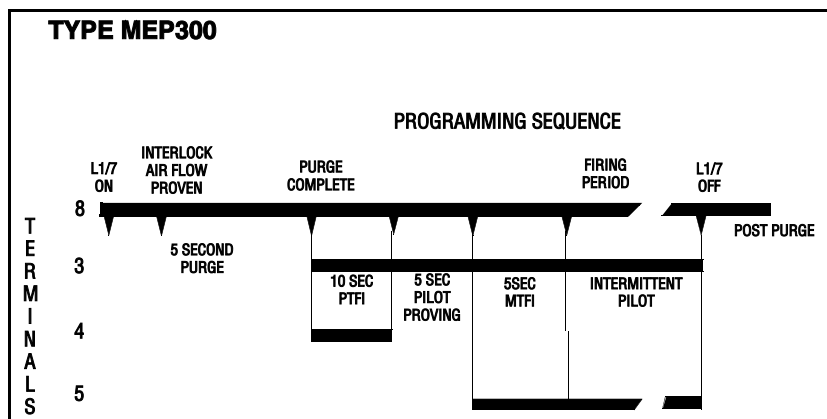 TYPE MEP300
PROGRAMMING SEQUENCE
L1/7
ON
INTERLOCK
AIR FLOW
PROVEN
PURGE
COMPLETE
FIRING
PERIOD
L1/7
OFF
8
5 SECOND
PURGE
POST PURGE
3
10 SEC
PTFI
5 SEC
PILOT
PROVING
5SEC
MTFI
INTERMITTENT
PILOT
4
5
TERMINALS